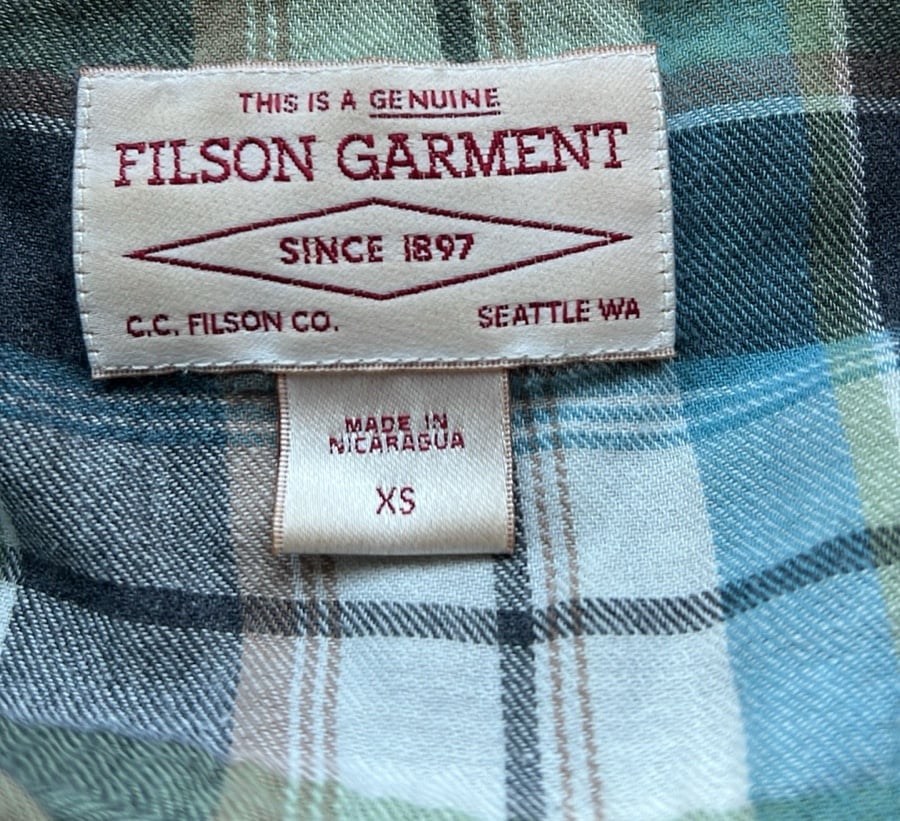 THIS IS A GENUINE
FILSON GARMENT
SINCE 1897
C.C. FILSON CO. SEATTLE WA
MADE IN
NICARAGUA
XS